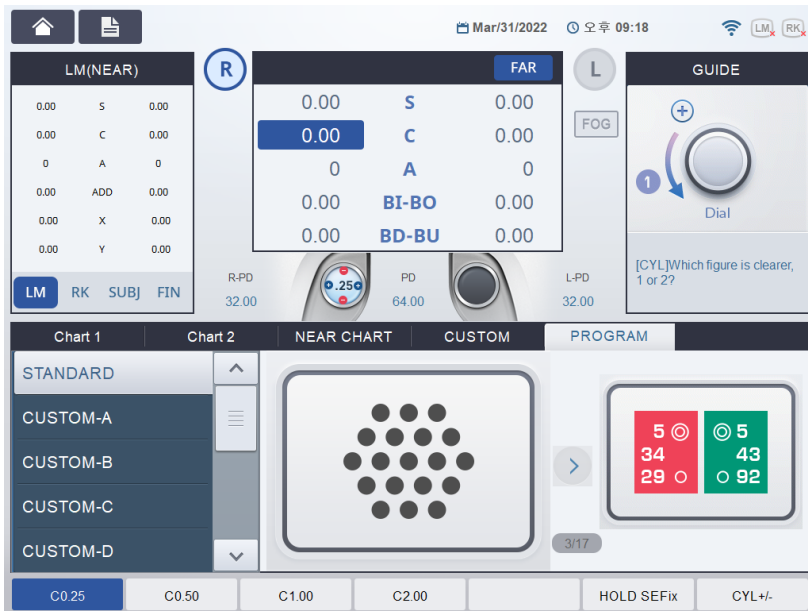 Mar/31/2022 오후 09:18 LM RK
LM(NEAR)
0.00 S 0.00
0.00 C 0.00
0 A 0
0.00 ADD 0.00
0.00 X 0.00
0.00 Y 0.00
LM RK SUBJ FIN
R
FAR
0.00 S 0.00
0.00 C 0.00
0 A 0
0.00 BI-BO 0.00
0.00 BD-BU 0.00
L
FOG
R-PD
32.00
.25
PD
64.00
L-PD
32.00
GUIDE
1
Dial
[CYL]Which figure is clearer,
1 or 2?
Chart 1 Chart 2 NEAR CHART CUSTOM PROGRAM
STANDARD
CUSTOM-A
CUSTOM-B
CUSTOM-C
CUSTOM-D
5 5
34 43
29 92
3/17
C0.25 C0.50 C1.00 C2.00 HOLD SEFix CYL+/-